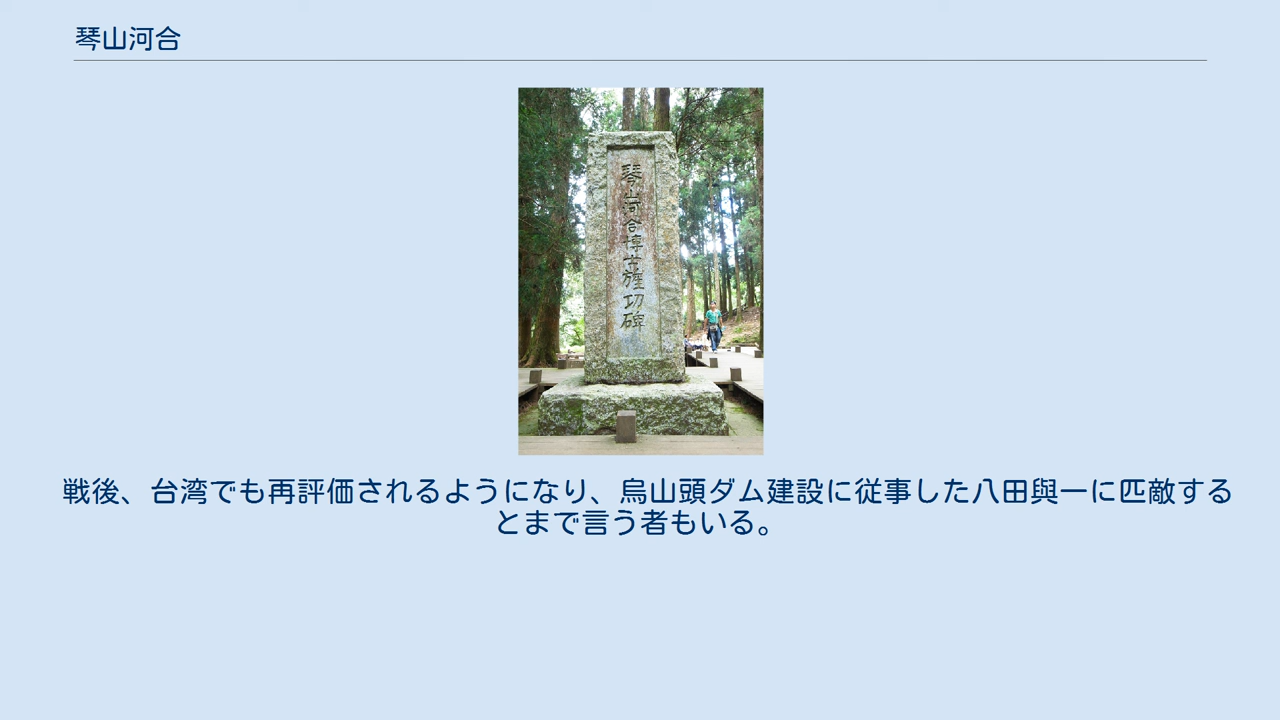 琴山河合
琴山河合博士旌功碑
戦後、台湾でも再評価されるようになり、烏山頭ダム建設に従事した八田與一に匹敵する
とまで言う者もいる。